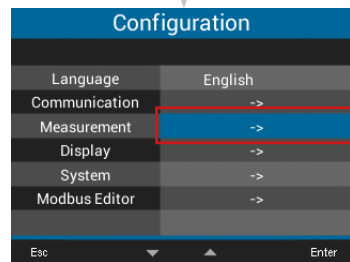 Configuration
Language English
Communication ->
Measurement ->
Display ->
System ->
Modbus Editor ->
Esc Enter